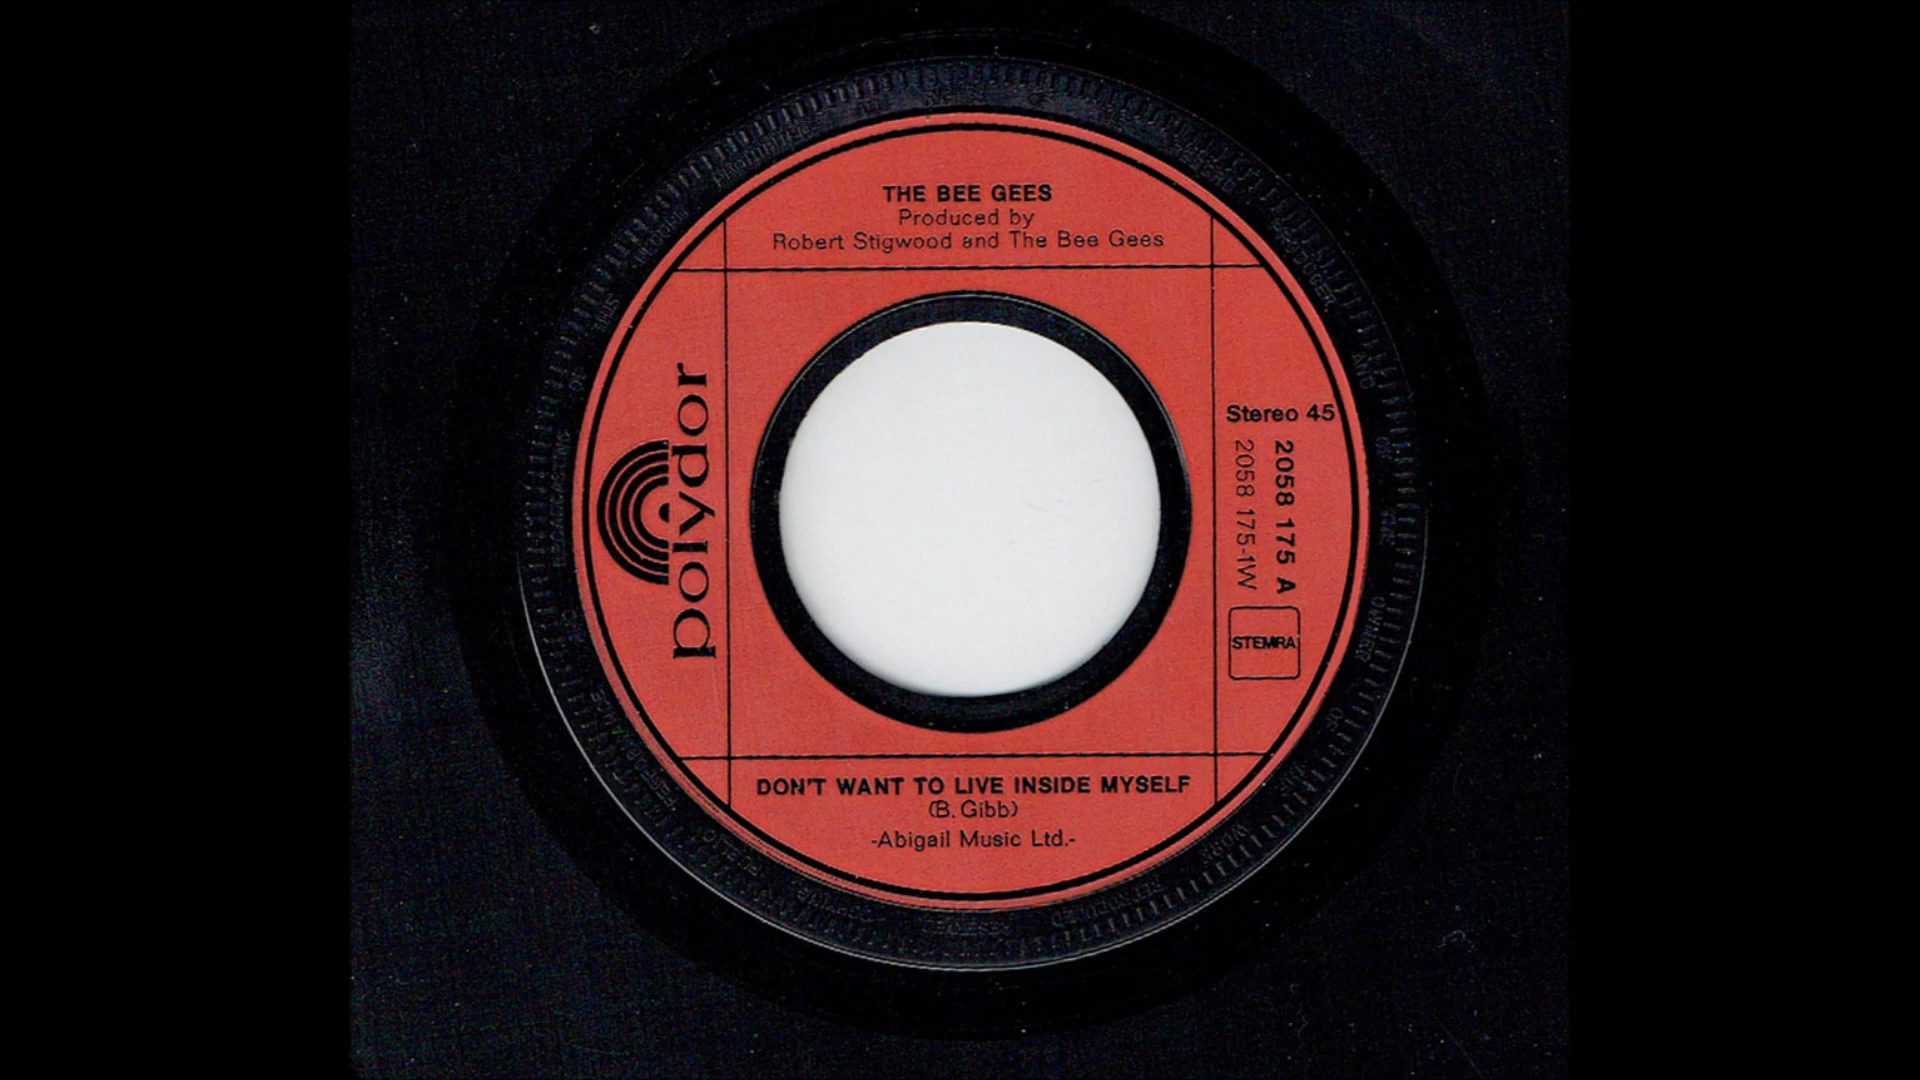 THE BEE GEES
Produced by
Robert Stigwood and The Bee Gees
polydor
Stereo 45
2058 175 A
2058 175-1W
STEMRA
DON'T WANT TO LIVE INSIDE MYSELF
(B. Gibb)
-Abigail Music Ltd.-